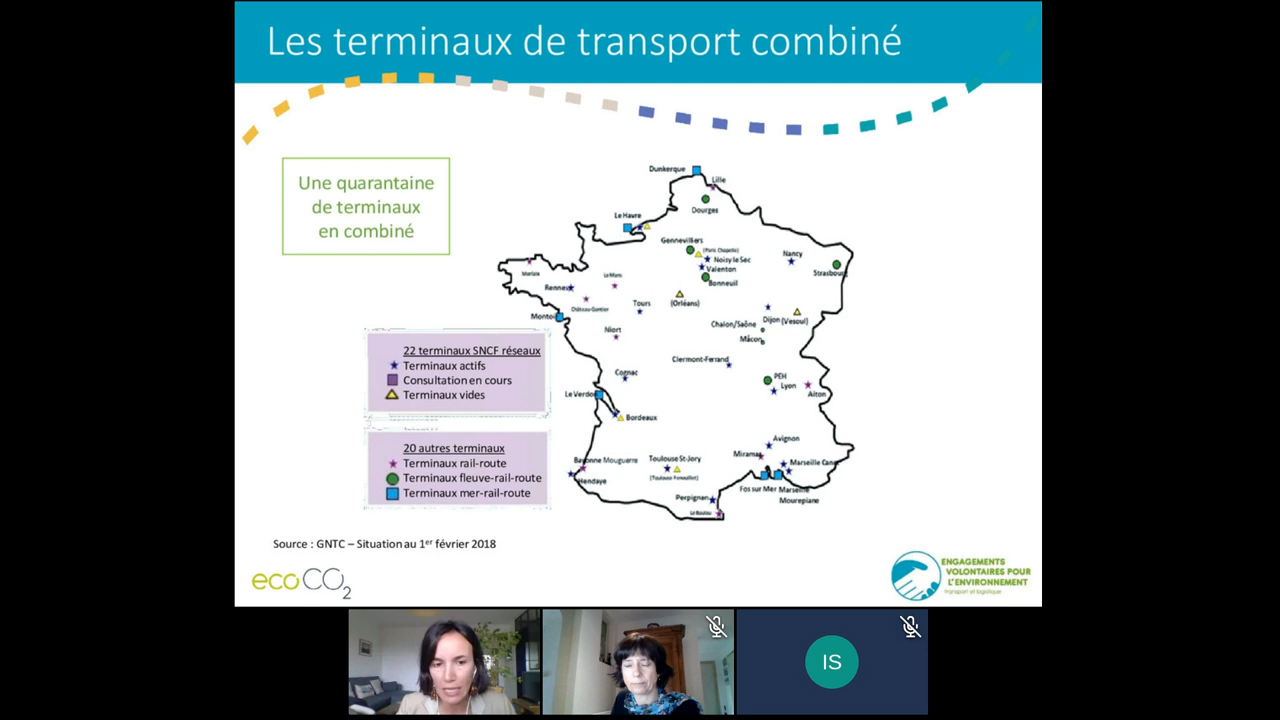 Les terminaux de transport combiné
Une quarantaine
de terminaux
en combiné
Dunkerque
Lille
Dourges
Le Havre
Gennevilliers
(Paris Chapelle)
Noisy le Sec
Valenton
Bonneuil
Nancy
Strasbourg
Morlaix
Le Mans
Rennes
Château-Gontier
Tours
(Orléans)
Montoir
Niort
Chalon/Saône
Dijon
(Vesoul)
Mâcon
Clermont-Ferrand
Cognac
PEH
Lyon
Aiton
Le Verdon
Bordeaux
Avignon
Miramas
Marseille Canet
Bayonne Mouguerre
Hendaye
Toulouse St-Jory
(Toulouse Fenouillet)
Fos sur Mer
Marseille
Mourepiane
Perpignan
Le Boulou
22 terminaux SNCF réseaux
Terminaux actifs
Consultation en cours
Terminaux vides
20 autres terminaux
Terminaux rail-route
Terminaux fleuve-rail-route
Terminaux mer-rail-route
Source : GNTC – Situation au 1er février 2018
ecoCO2
ENGAGEMENTS
VOLONTAIRES POUR
L'ENVIRONNEMENT
transport et logistique
IS